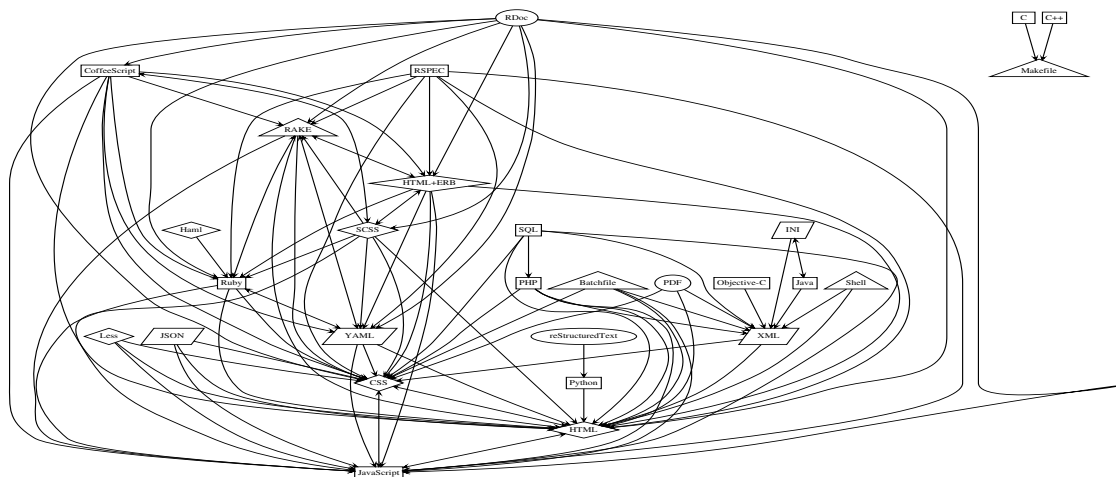 RDoc
C
C++
CoffeeScript
RSPEC
Makefile
RAKE
HTML+ERB
Haml
SCSS
SQL
INI
Ruby
PHP
Batchfile
PDF
Objective-C
Java
Shell
Less
JSON
YAML
reStructuredText
XML
CSS
Python
HTML
JavaScript